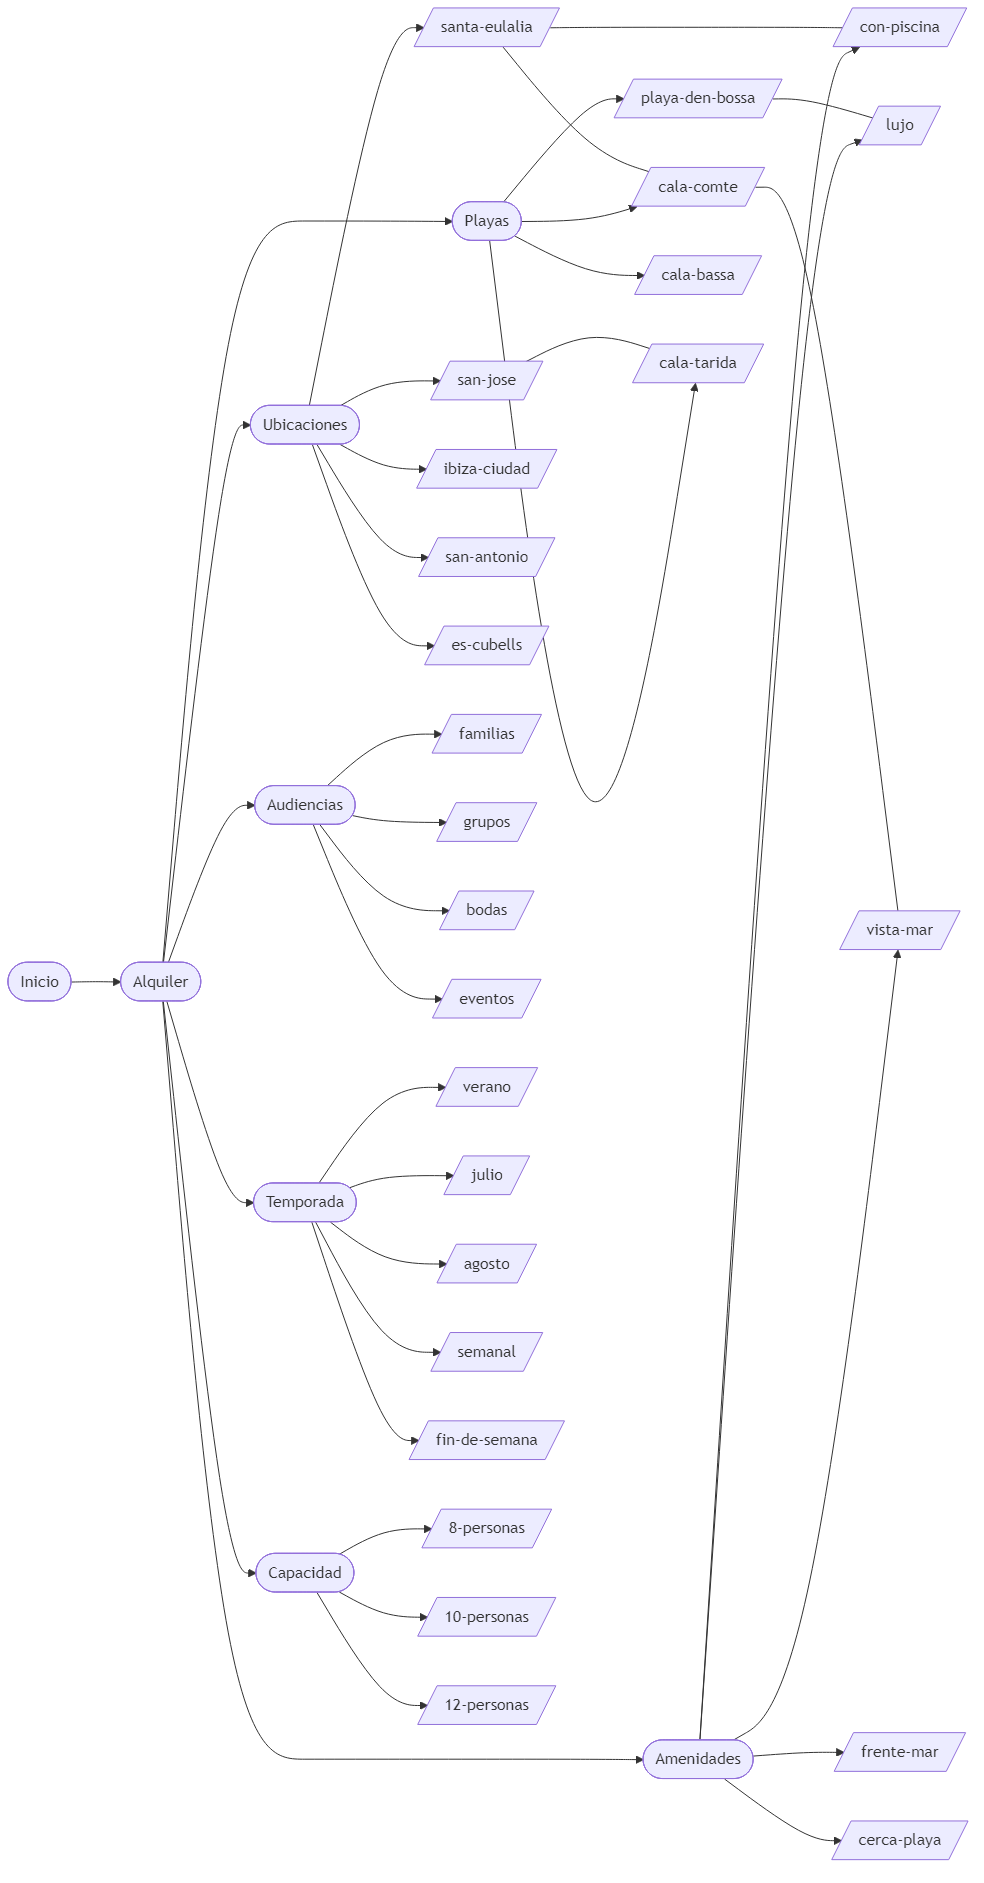 santa-eulalia
con-piscina
playa-den-bossa
lujo
cala-comte
Playas
cala-bassa
san-jose
cala-tarida
Ubicaciones
ibiza-ciudad
san-antonio
es-cubells
familias
Audiencias
grupos
bodas
vista-mar
Inicio
Alquiler
eventos
verano
julio
Temporada
agosto
semanal
fin-de-semana
8-personas
Capacidad
10-personas
12-personas
Amenidades
frente-mar
cerca-playa